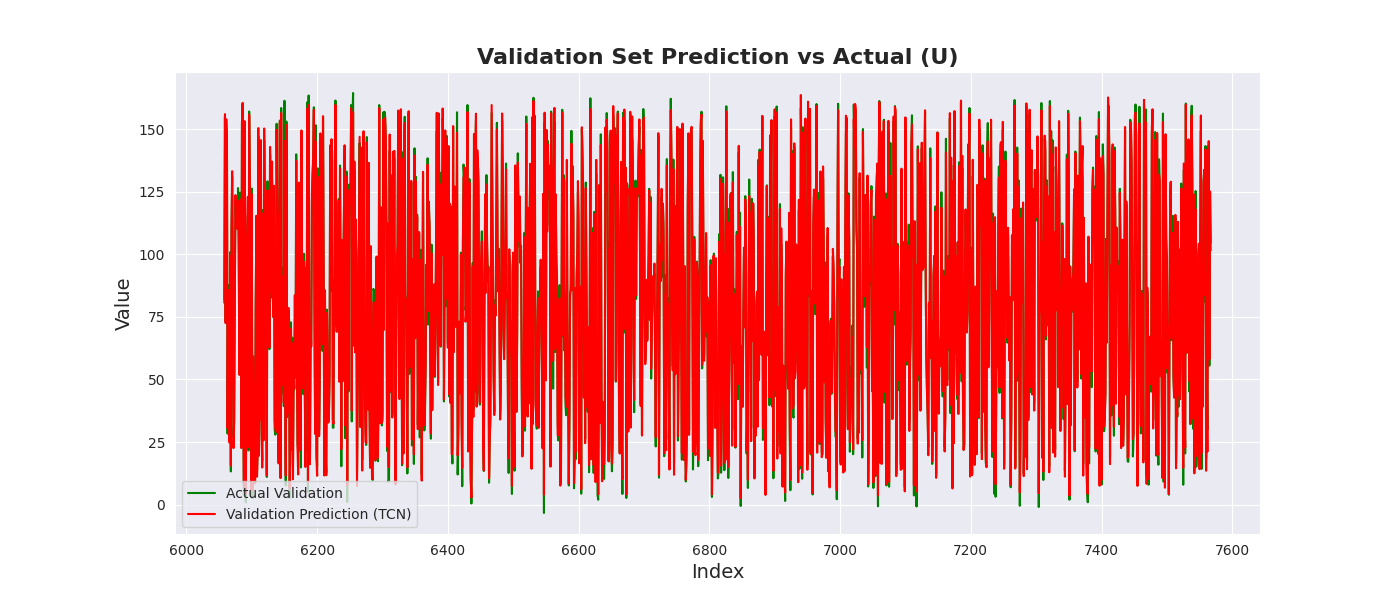 Validation Set Prediction vs Actual (U)
Value
150
125
100
75
50
25
0
Actual Validation
Validation Prediction (TCN)
6000 6200 6400 6600 6800 7000 7200 7400 7600
Index